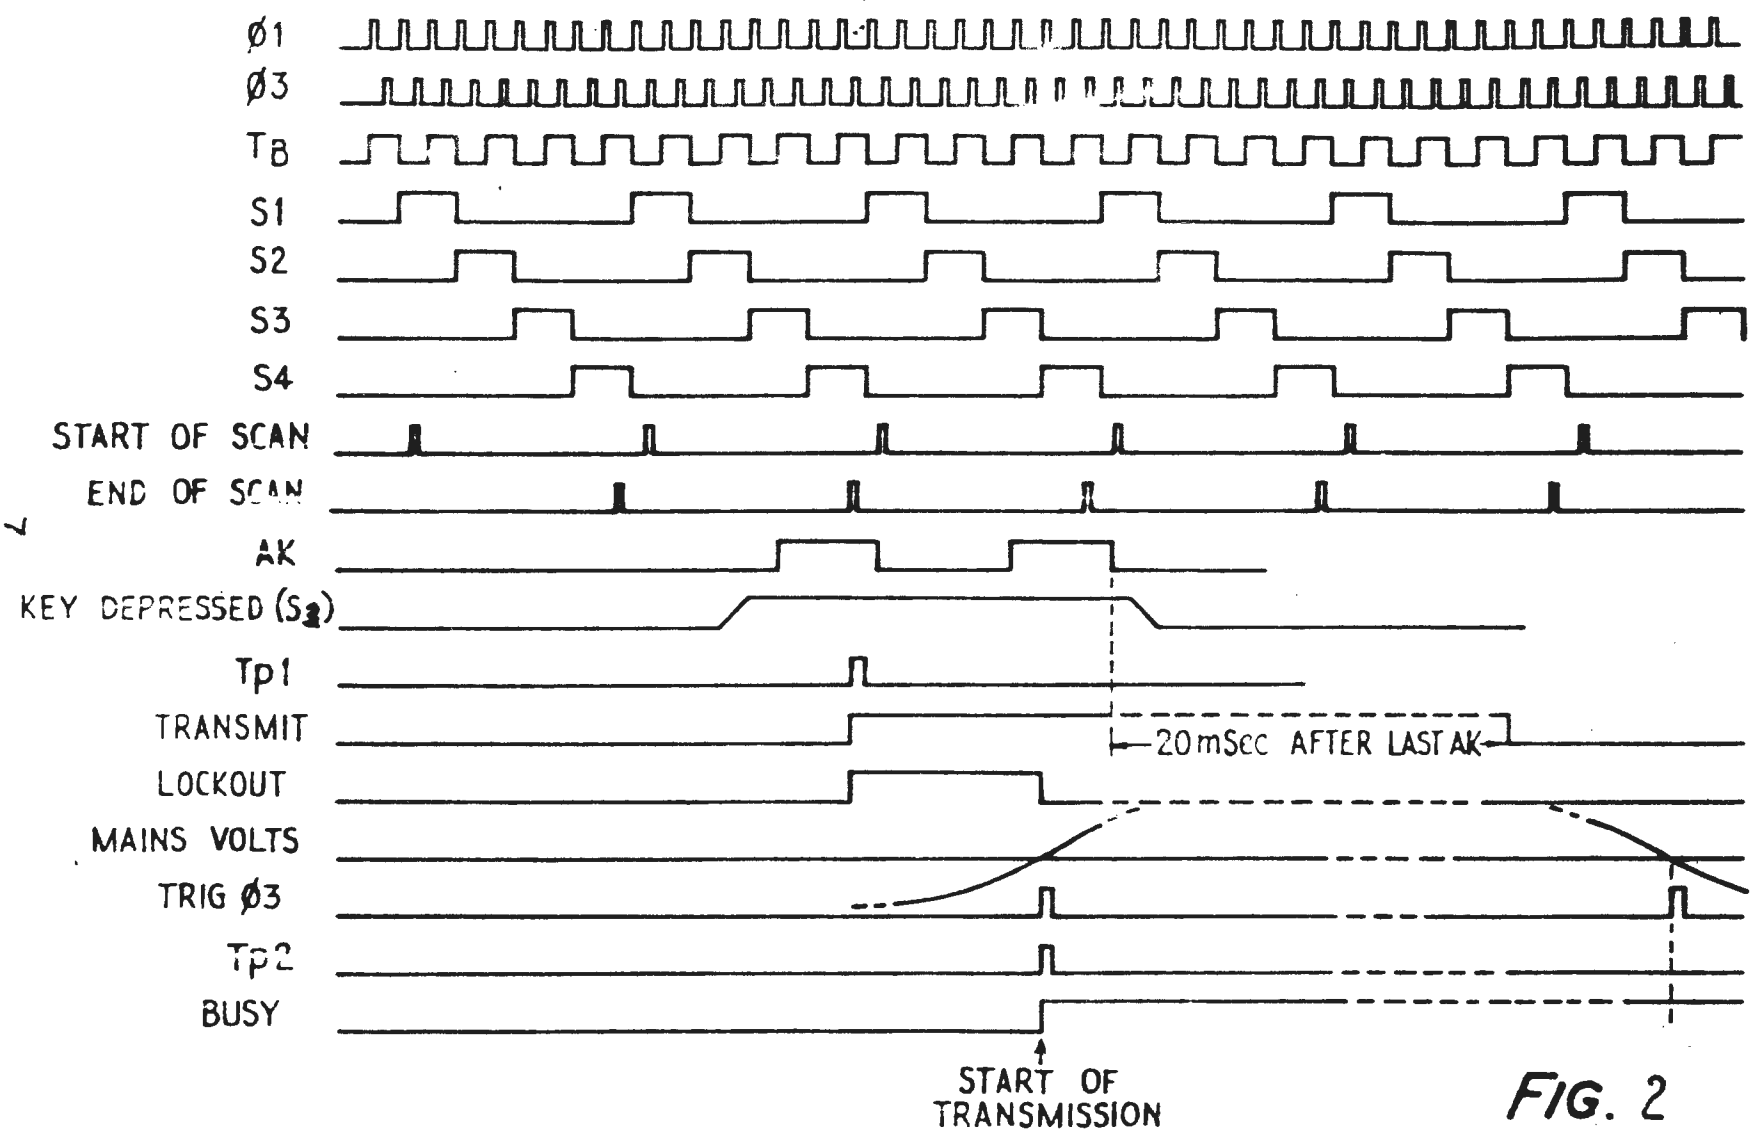 Ø1
Ø3
TB
S1
S2
S3
S4
START OF SCAN
END OF SCAN
AK
KEY DEPRESSED
Tp1
TRANSMIT
20mSec AFTER LAST AK
LOCKOUT
MAINS VOLTS
TRIG Ø3
Tp2
BUSY
START OF
TRANSMISSION
FIG. 2